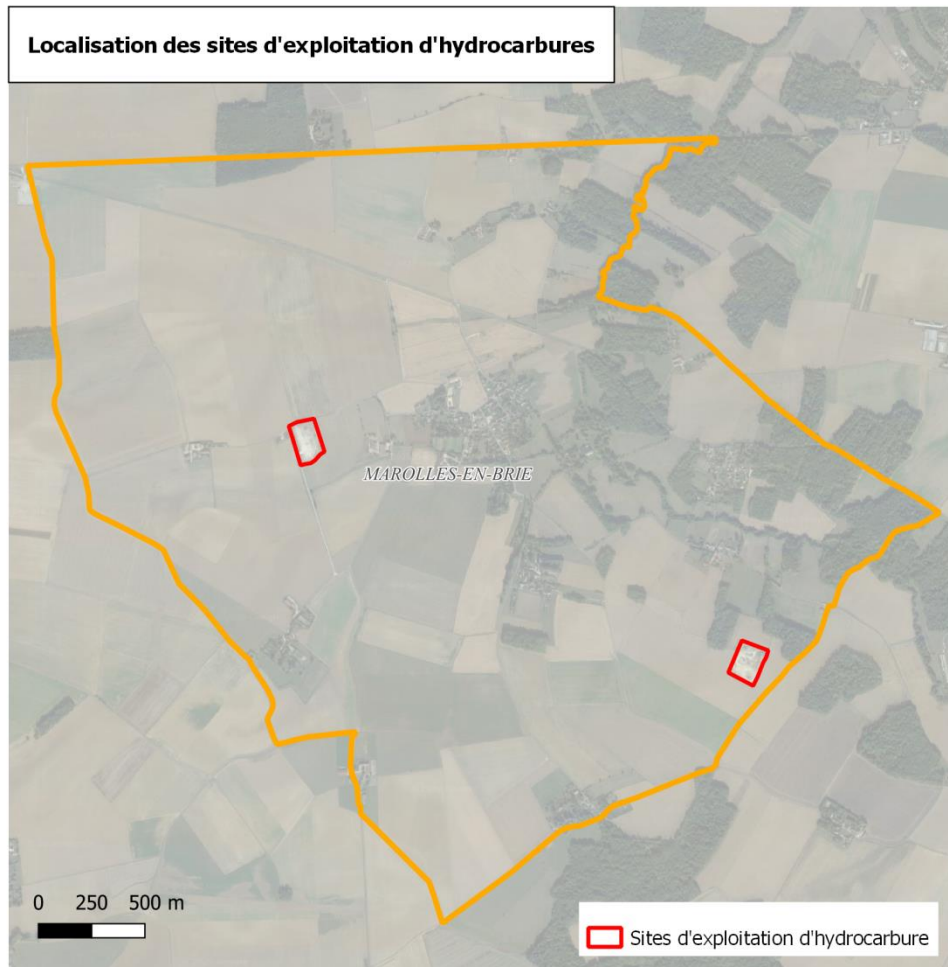 Localisation des sites d'exploitation d'hydrocarbures
MAROLLES-EN-BRIE
0 250 500 m
Sites d'exploitation d'hydrocarbure